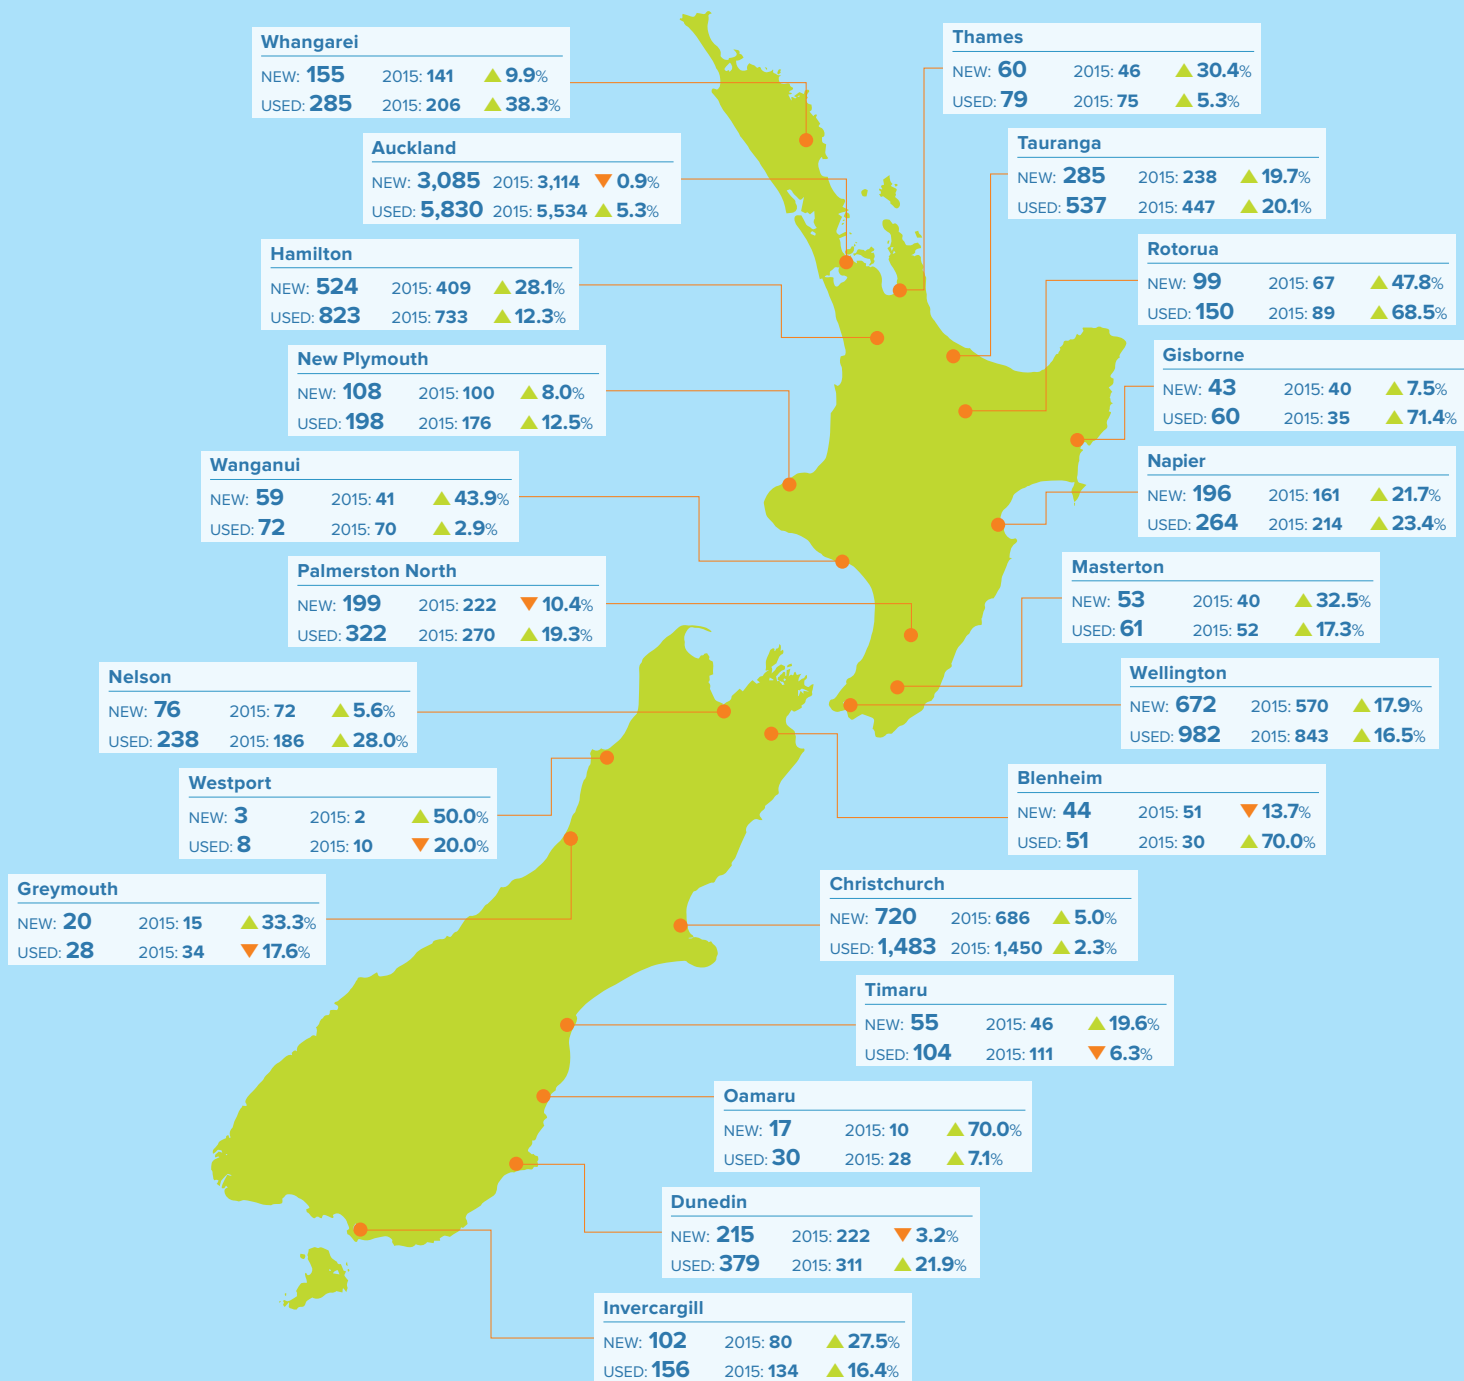 Whangarei
NEW: 155 2015: 141 9.9%
USED: 285 2015: 206 38.3%
Thames
NEW: 60 2015: 46 30.4%
USED: 79 2015: 75 5.3%
Auckland
NEW: 3,085 2015: 3,114 0.9%
USED: 5,830 2015: 5,534 5.3%
Tauranga
NEW: 285 2015: 238 19.7%
USED: 537 2015: 447 20.1%
Hamilton
NEW: 524 2015: 409 28.1%
USED: 823 2015: 733 12.3%
Rotorua
NEW: 99 2015: 67 47.8%
USED: 150 2015: 89 68.5%
New Plymouth
NEW: 108 2015: 100 8.0%
USED: 198 2015: 176 12.5%
Gisborne
NEW: 43 2015: 40 7.5%
USED: 60 2015: 35 71.4%
Wanganui
NEW: 59 2015: 41 43.9%
USED: 72 2015: 70 2.9%
Napier
NEW: 196 2015: 161 21.7%
USED: 264 2015: 214 23.4%
Palmerston North
NEW: 199 2015: 222 10.4%
USED: 322 2015: 270 19.3%
Masterton
NEW: 53 2015: 40 32.5%
USED: 61 2015: 52 17.3%
Nelson
NEW: 76 2015: 72 5.6%
USED: 238 2015: 186 28.0%
Wellington
NEW: 672 2015: 570 17.9%
USED: 982 2015: 843 16.5%
Westport
NEW: 3 2015: 2 50.0%
USED: 8 2015: 10 20.0%
Blenheim
NEW: 44 2015: 51 13.7%
USED: 51 2015: 30 70.0%
Greymouth
NEW: 20 2015: 15 33.3%
USED: 28 2015: 34 17.6%
Christchurch
NEW: 720 2015: 686 5.0%
USED: 1,483 2015: 1,450 2.3%
Timaru
NEW: 55 2015: 46 19.6%
USED: 104 2015: 111 6.3%
Oamaru
NEW: 17 2015: 10 70.0%
USED: 30 2015: 28 7.1%
Dunedin
NEW: 215 2015: 222 3.2%
USED: 379 2015: 311 21.9%
Invercargill
NEW: 102 2015: 80 27.5%
USED: 156 2015: 134 16.4%